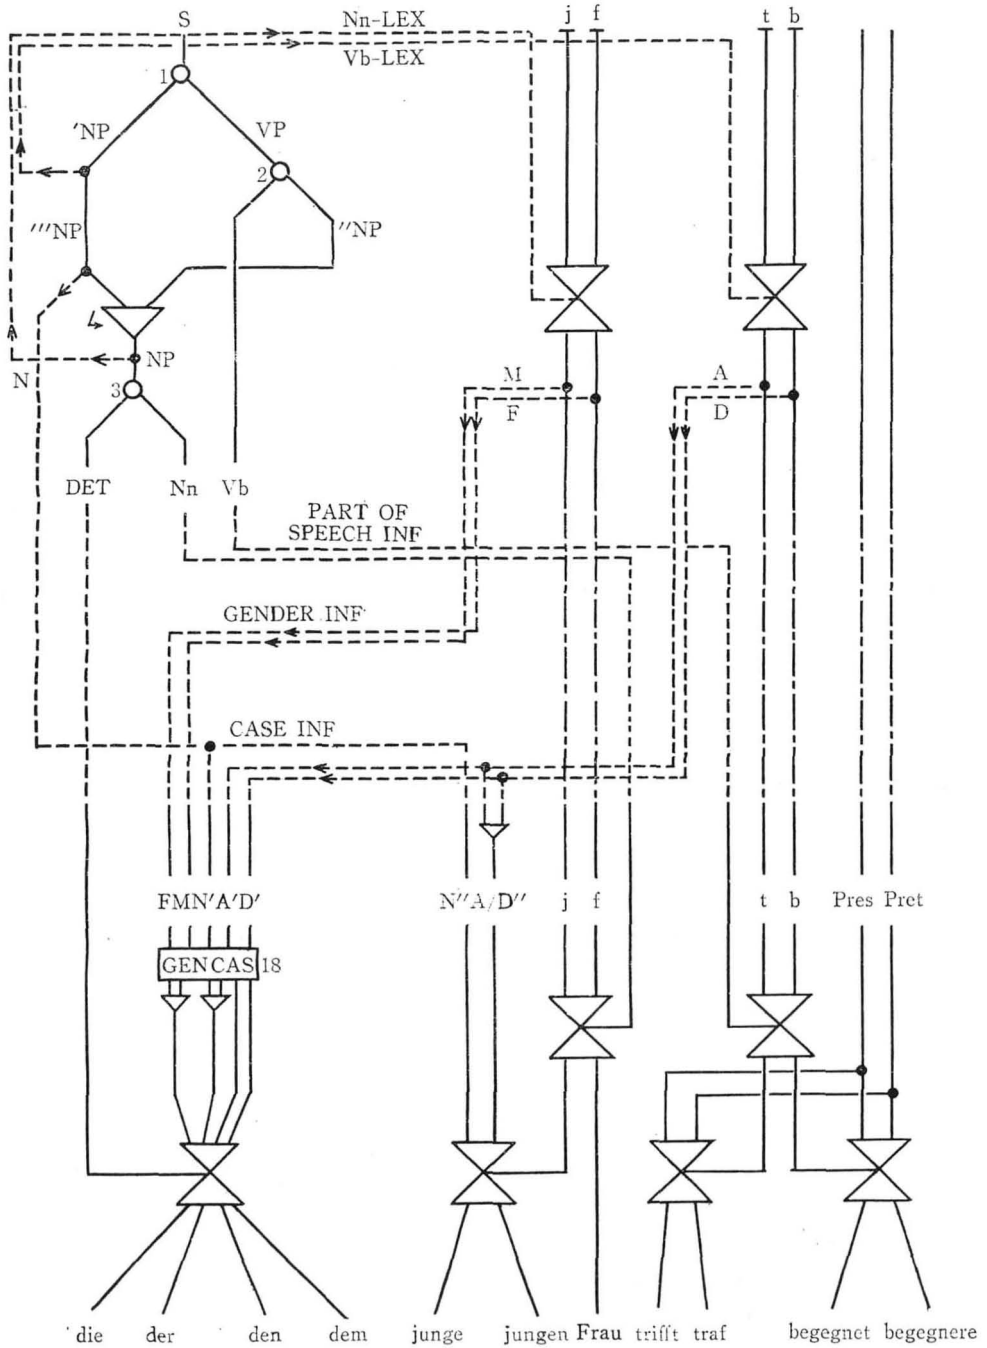 S Nn-LEX j f t b
Vb-LEX
1
'NP VP
2
'''NP ''NP
NP
N 3 M A
F D
DET Nn Vb
PART OF
SPEECH INF
GENDER INF
CASE INF
FMN'A'D' N''A/D'' j f t b Pres Pret
GENCAS 18
die der den dem junge jungen Frau trifft traf begegnet begegnere